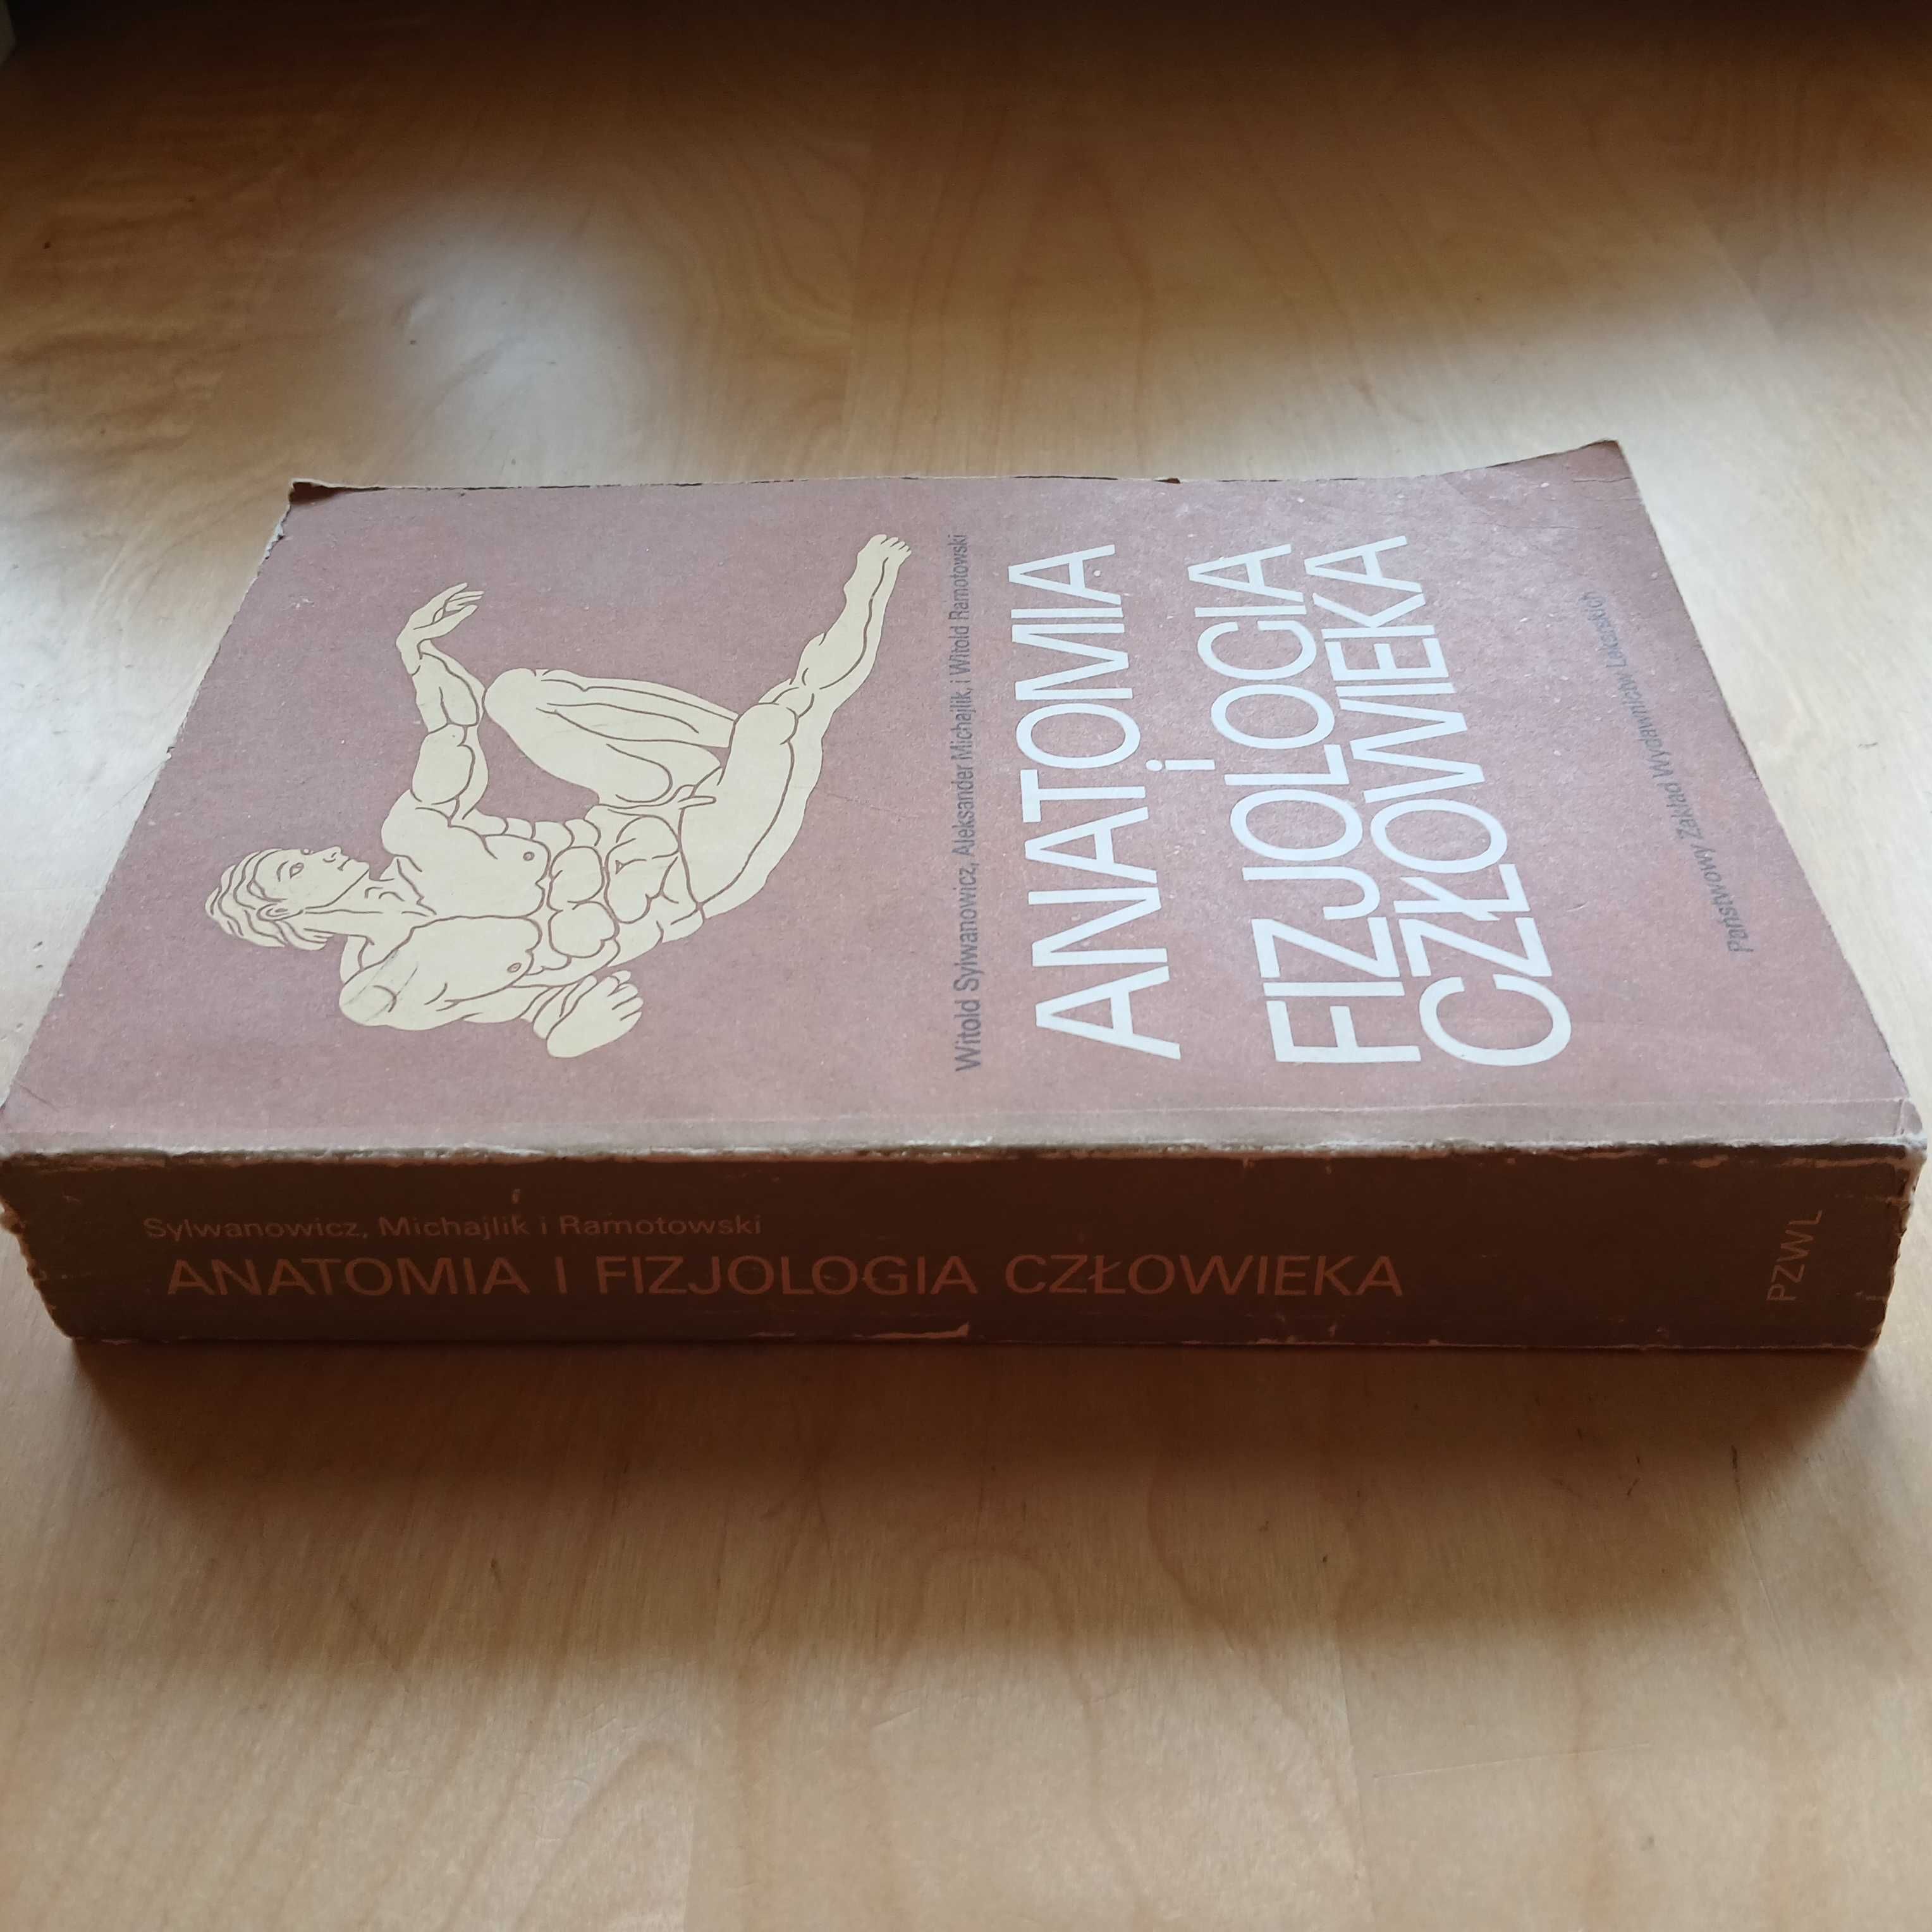 Witold Sylwanowicz, Aleksander Michajlik, i Witold Ramotowski
ANATOMIA
i
FIZJOLOGIA
CZŁOWIEKA
Państwowy Zakład Wydawnictw Lekarskich
Sylwanowicz, Michajlik i Ramotowski
ANATOMIA I FIZJOLOGIA CZŁOWIEKA
PZWL